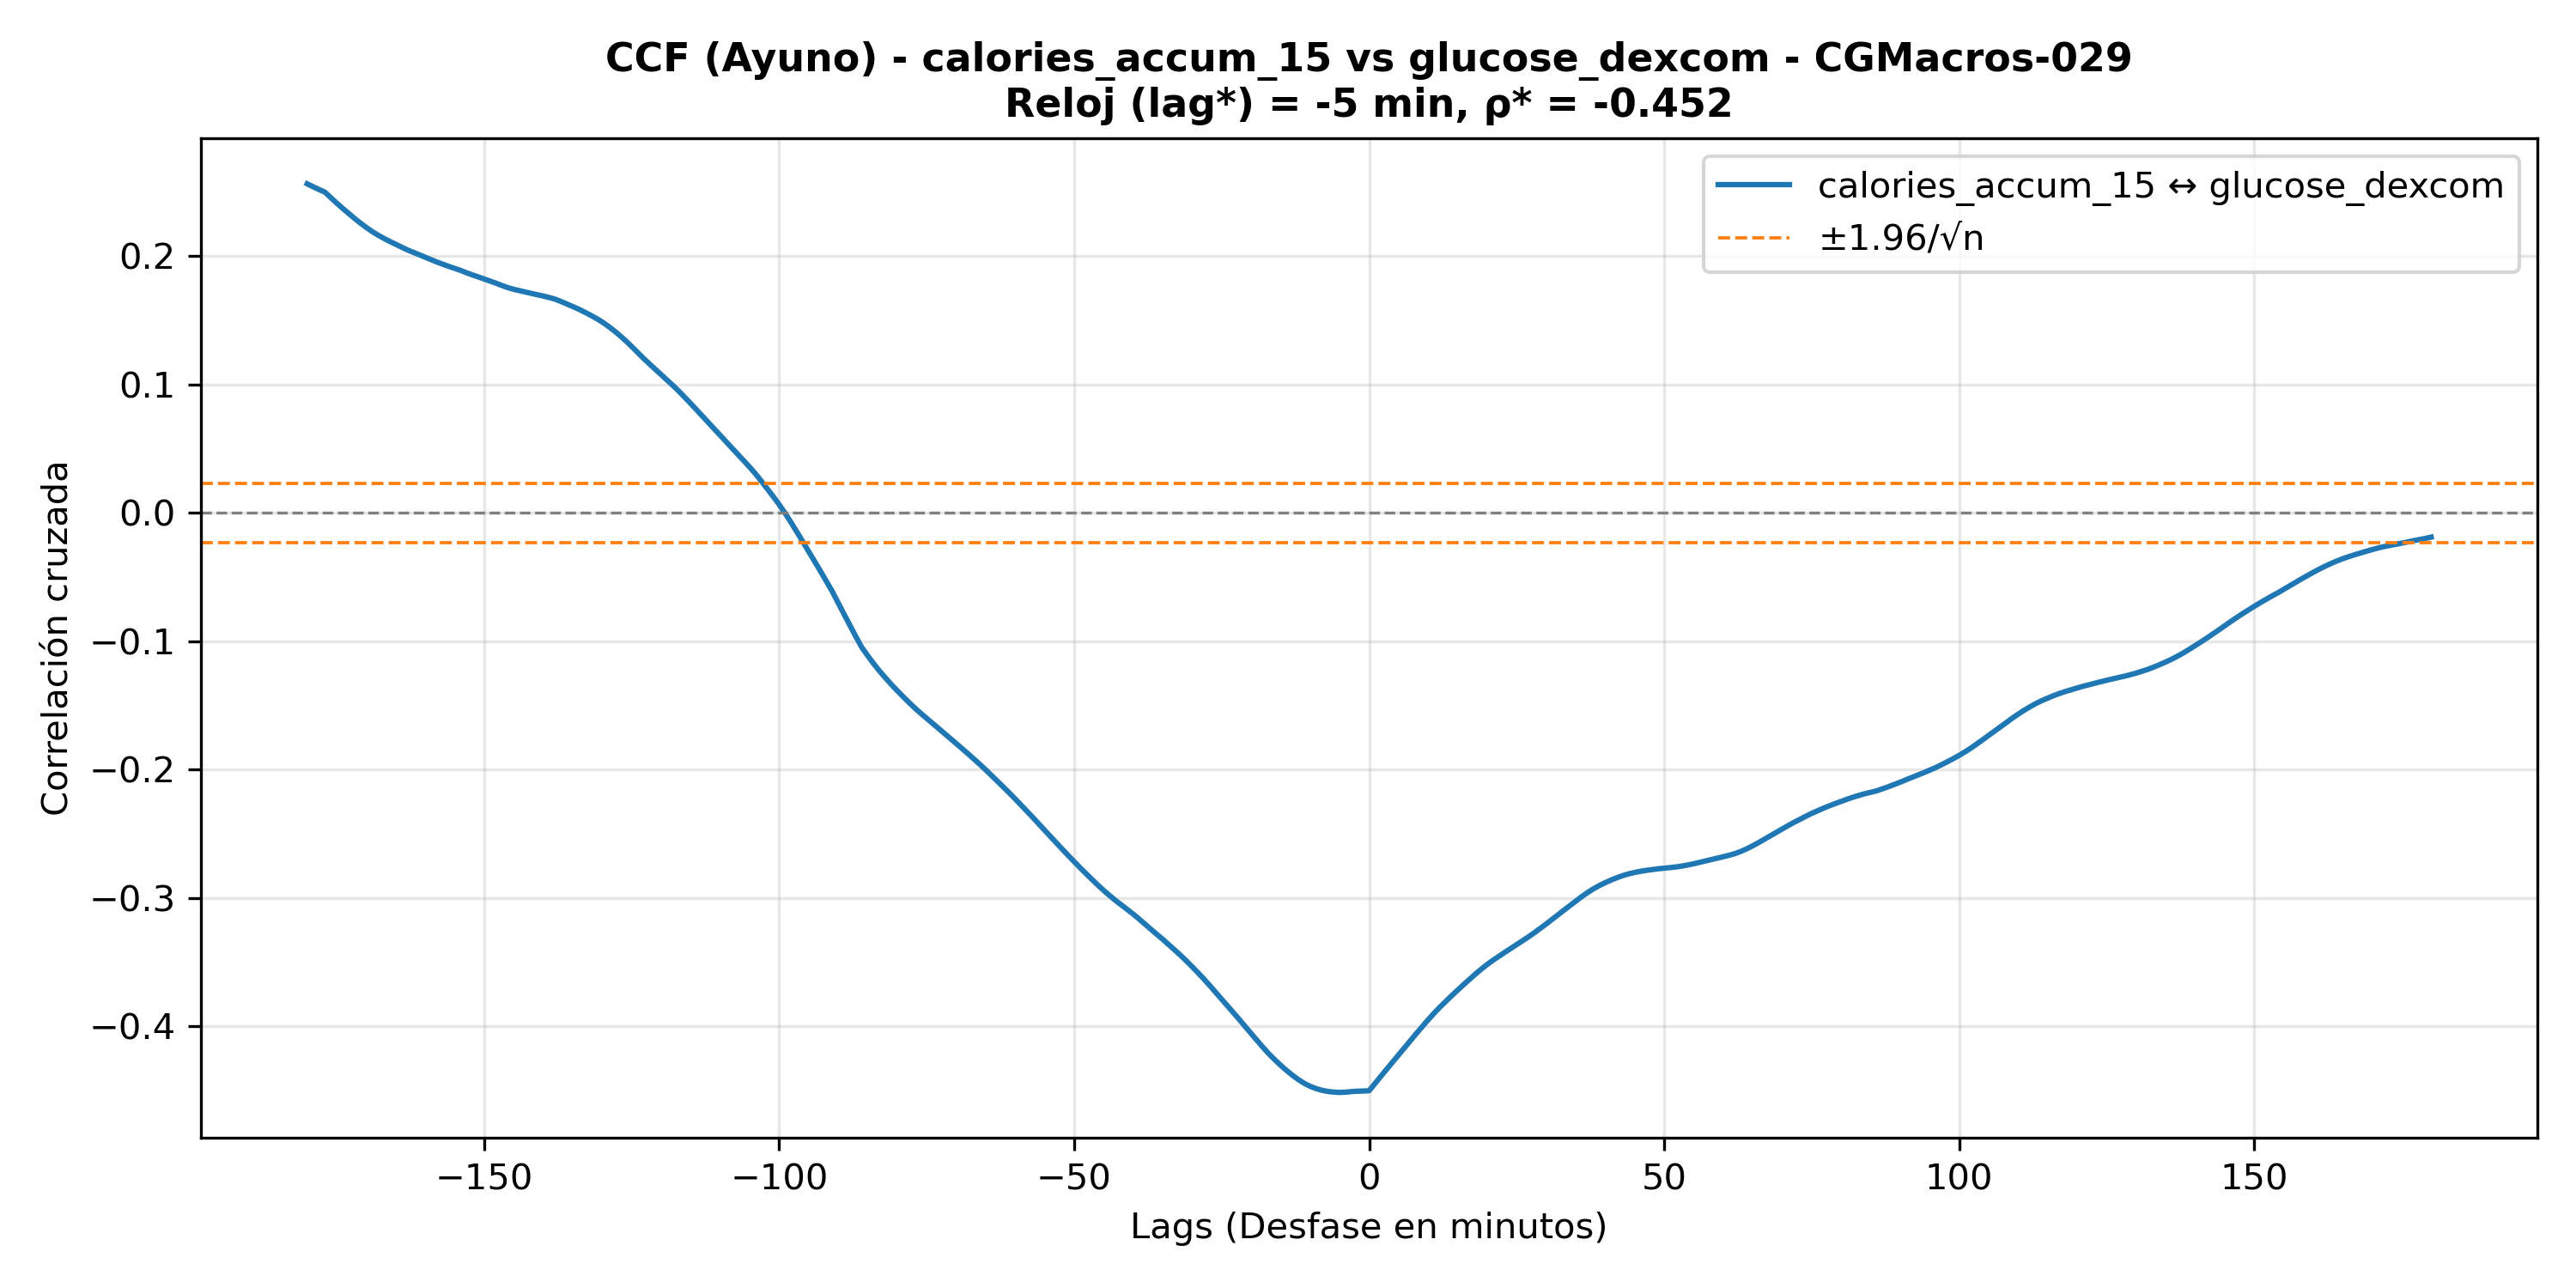 CCF (Ayuno) - calories_accum_15 vs glucose_dexcom - CGMacros-029
Reloj (lag*) = -5 min, ρ* = -0.452
calories_accum_15 ↔ glucose_dexcom
±1.96/√n
Correlación cruzada
0.2
0.1
0.0
−0.1
−0.2
−0.3
−0.4
−150
−100
−50
0
50
100
150
Lags (Desfase en minutos)